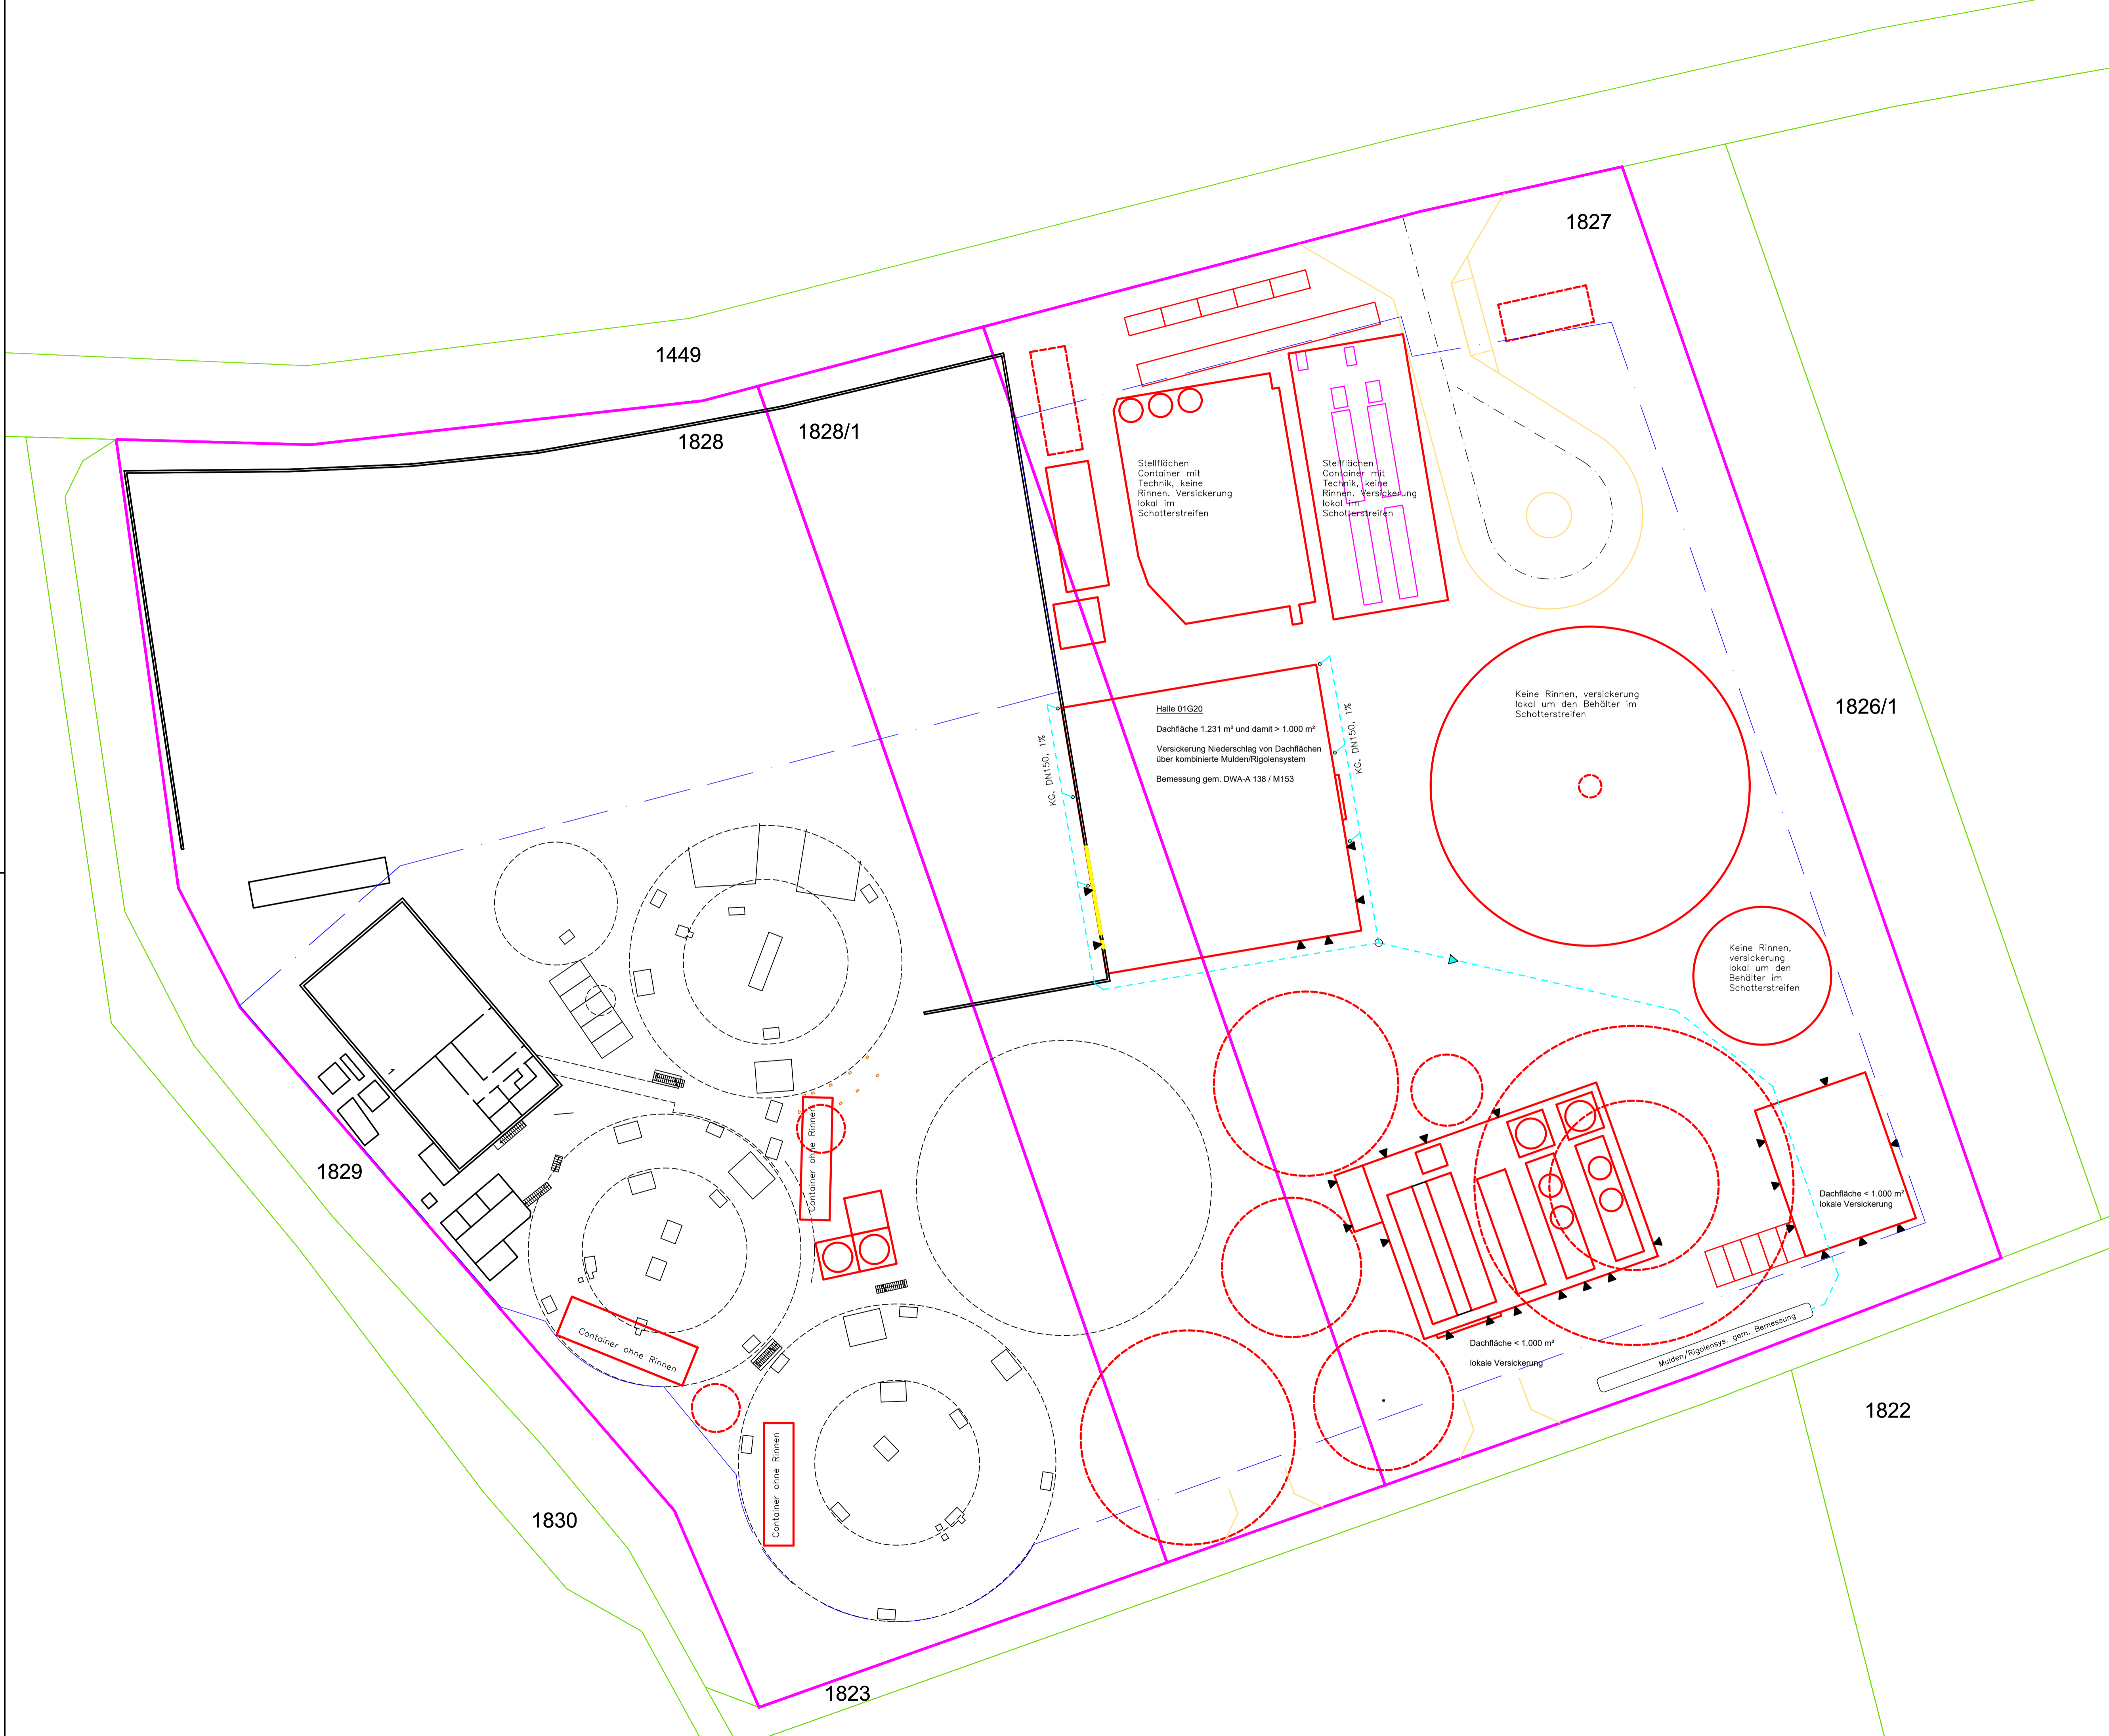 1827
1449
1828
1828/1
Stellflächen
Container mit
Technik, keine
Rinnen. Versickerung
lokal im
Schotterstreifen
Stellflächen
Container mit
Technik, keine
Rinnen. Versickerung
lokal im
Schotterstreifen
Keine Rinnen, versickerung
lokal um den Behälter im
Schotterstreifen
1826/1
Halle 01G20
Dachfläche 1.231 m² und damit > 1.000 m²
Versickerung Niederschlag von Dachflächen
über kombinierte Mulden/Rigolensystem
Bemessung gem. DWA-A 138 / M153
KG, DN150, 1%
KG, DN150, 1%
Keine Rinnen,
versickerung
lokal um den
Behälter im
Schotterstreifen
1
1829
Container ohne Rinnen
Dachfläche < 1.000 m²
lokale Versickerung
Container ohne Rinnen
Dachfläche < 1.000 m²
lokale Versickerung
Mulden/Rigolensys. gem. Bemessung
1822
Container ohne Rinnen
1830
1823